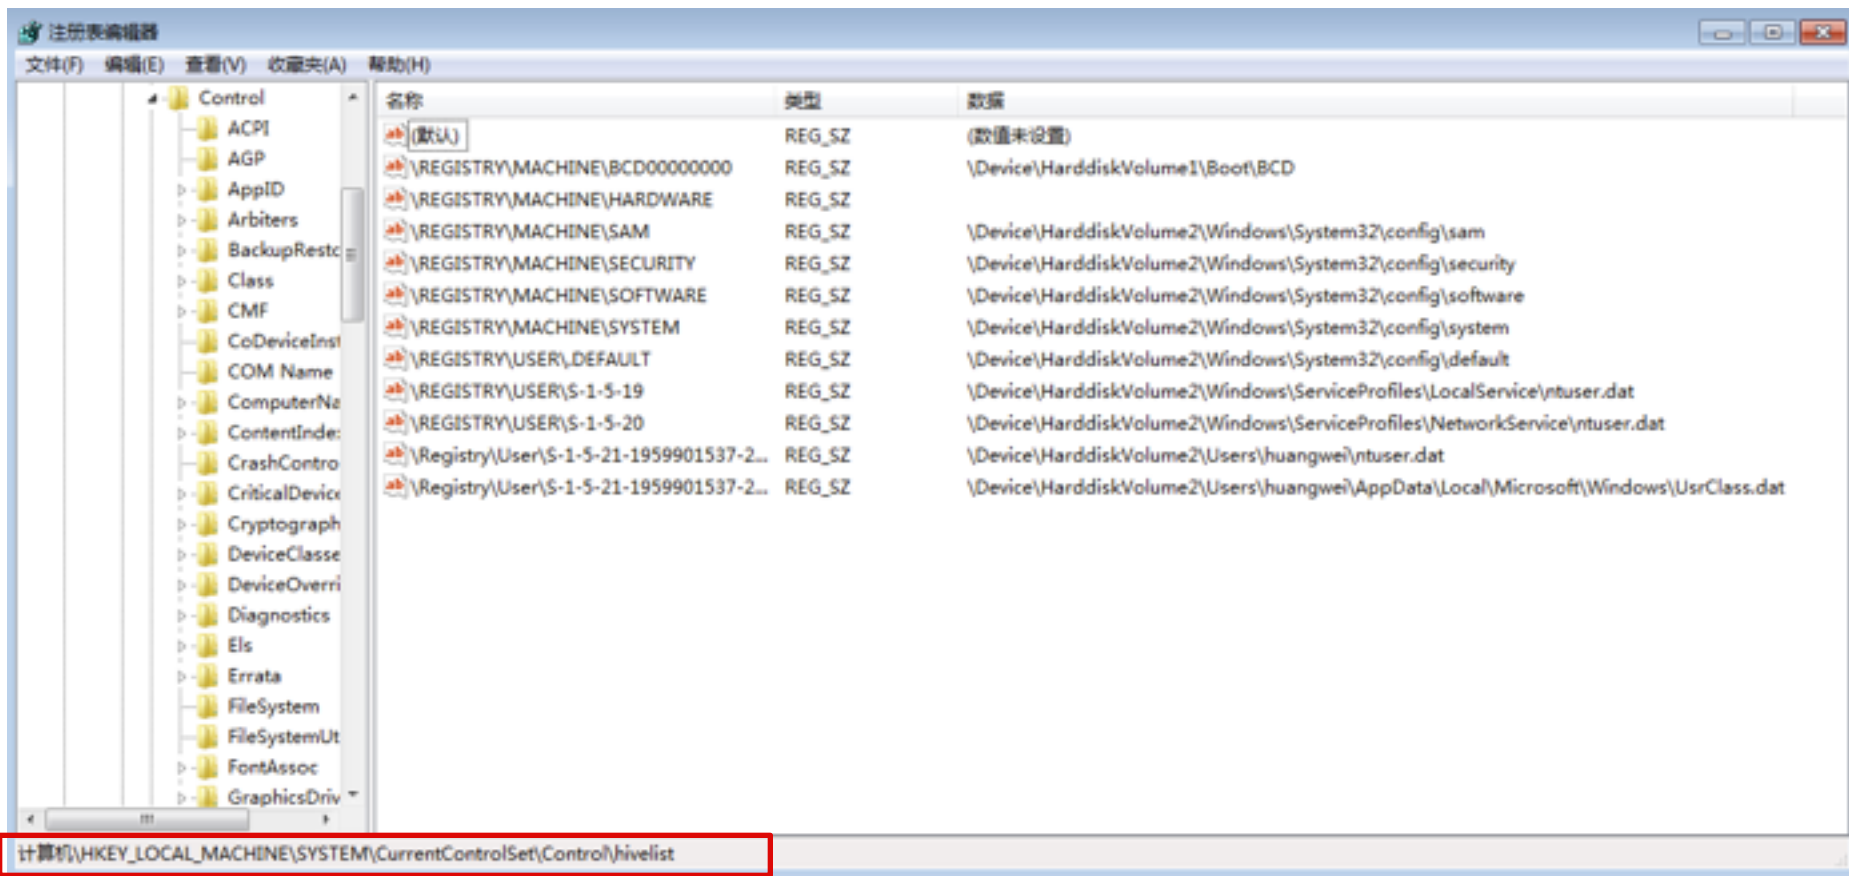 注册表编辑器
文件(F) 编辑(E) 查看(V) 收藏夹(A) 帮助(H)
Control
ACPI
AGP
AppID
Arbiters
BackupRestc
Class
CMF
CoDeviceInst
COM Name
ComputerNa
ContentInde:
CrashContro
CriticalDevice
Cryptograph
DeviceClasse
DeviceOverri
Diagnostics
Els
Errata
FileSystem
FileSystemUt
FontAssoc
GraphicsDriv
名称 类型 数据
(默认) REG_SZ (数值未设置)
\REGISTRY\MACHINE\BCD00000000 REG_SZ \Device\HarddiskVolume1\Boot\BCD
\REGISTRY\MACHINE\HARDWARE REG_SZ
\REGISTRY\MACHINE\SAM REG_SZ \Device\HarddiskVolume2\Windows\System32\config\sam
\REGISTRY\MACHINE\SECURITY REG_SZ \Device\HarddiskVolume2\Windows\System32\config\security
\REGISTRY\MACHINE\SOFTWARE REG_SZ \Device\HarddiskVolume2\Windows\System32\config\software
\REGISTRY\MACHINE\SYSTEM REG_SZ \Device\HarddiskVolume2\Windows\System32\config\system
\REGISTRY\USER\.DEFAULT REG_SZ \Device\HarddiskVolume2\Windows\System32\config\default
\REGISTRY\USER\S-1-5-19 REG_SZ \Device\HarddiskVolume2\Windows\ServiceProfiles\LocalService\ntuser.dat
\REGISTRY\USER\S-1-5-20 REG_SZ \Device\HarddiskVolume2\Windows\ServiceProfiles\NetworkService\ntuser.dat
\Registry\User\S-1-5-21-1959901537-2... REG_SZ \Device\HarddiskVolume2\Users\huangwei\ntuser.dat
\Registry\User\S-1-5-21-1959901537-2... REG_SZ \Device\HarddiskVolume2\Users\huangwei\AppData\Local\Microsoft\Windows\UsrClass.dat
计算机\HKEY_LOCAL_MACHINE\SYSTEM\CurrentControlSet\Control\hivelist